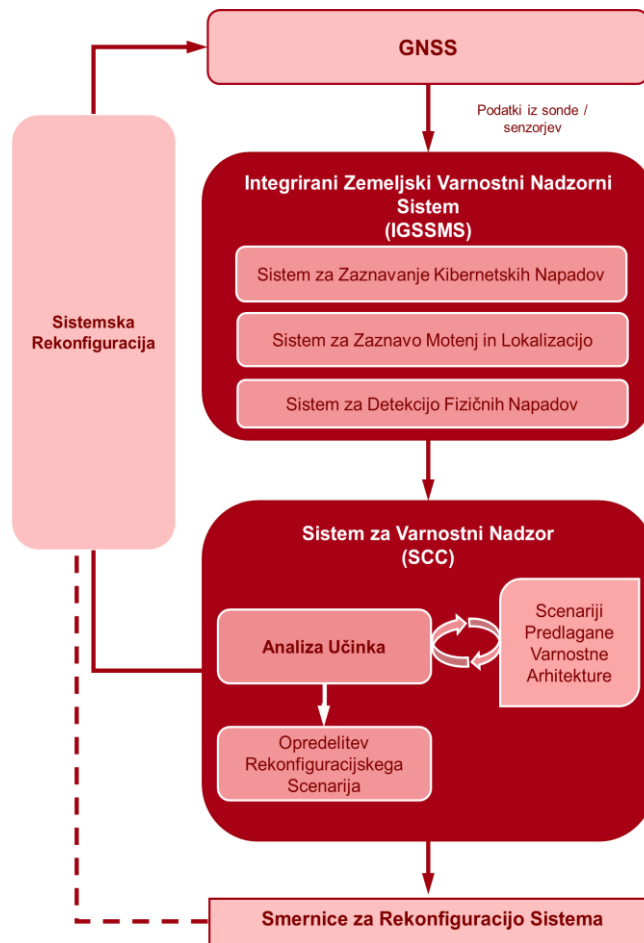 GNSS
Podatki iz sonde /
senzorjev
Integrirani Zemeljski Varnostni Nadzorni
Sistem
(IGSSMS)
Sistem za Zaznavanje Kibernetskih Napadov
Sistem za Zaznavo Motenj in Lokalizacijo
Sistem za Detekcijo Fizičnih Napadov
Sistemska
Rekonfiguracija
Sistem za Varnostni Nadzor
(SCC)
Analiza Učinka
Scenariji
Predlagane
Varnostne
Arhitekture
Opredelitev
Rekonfiguracijskega
Scenarija
Smernice za Rekonfiguracijo Sistema